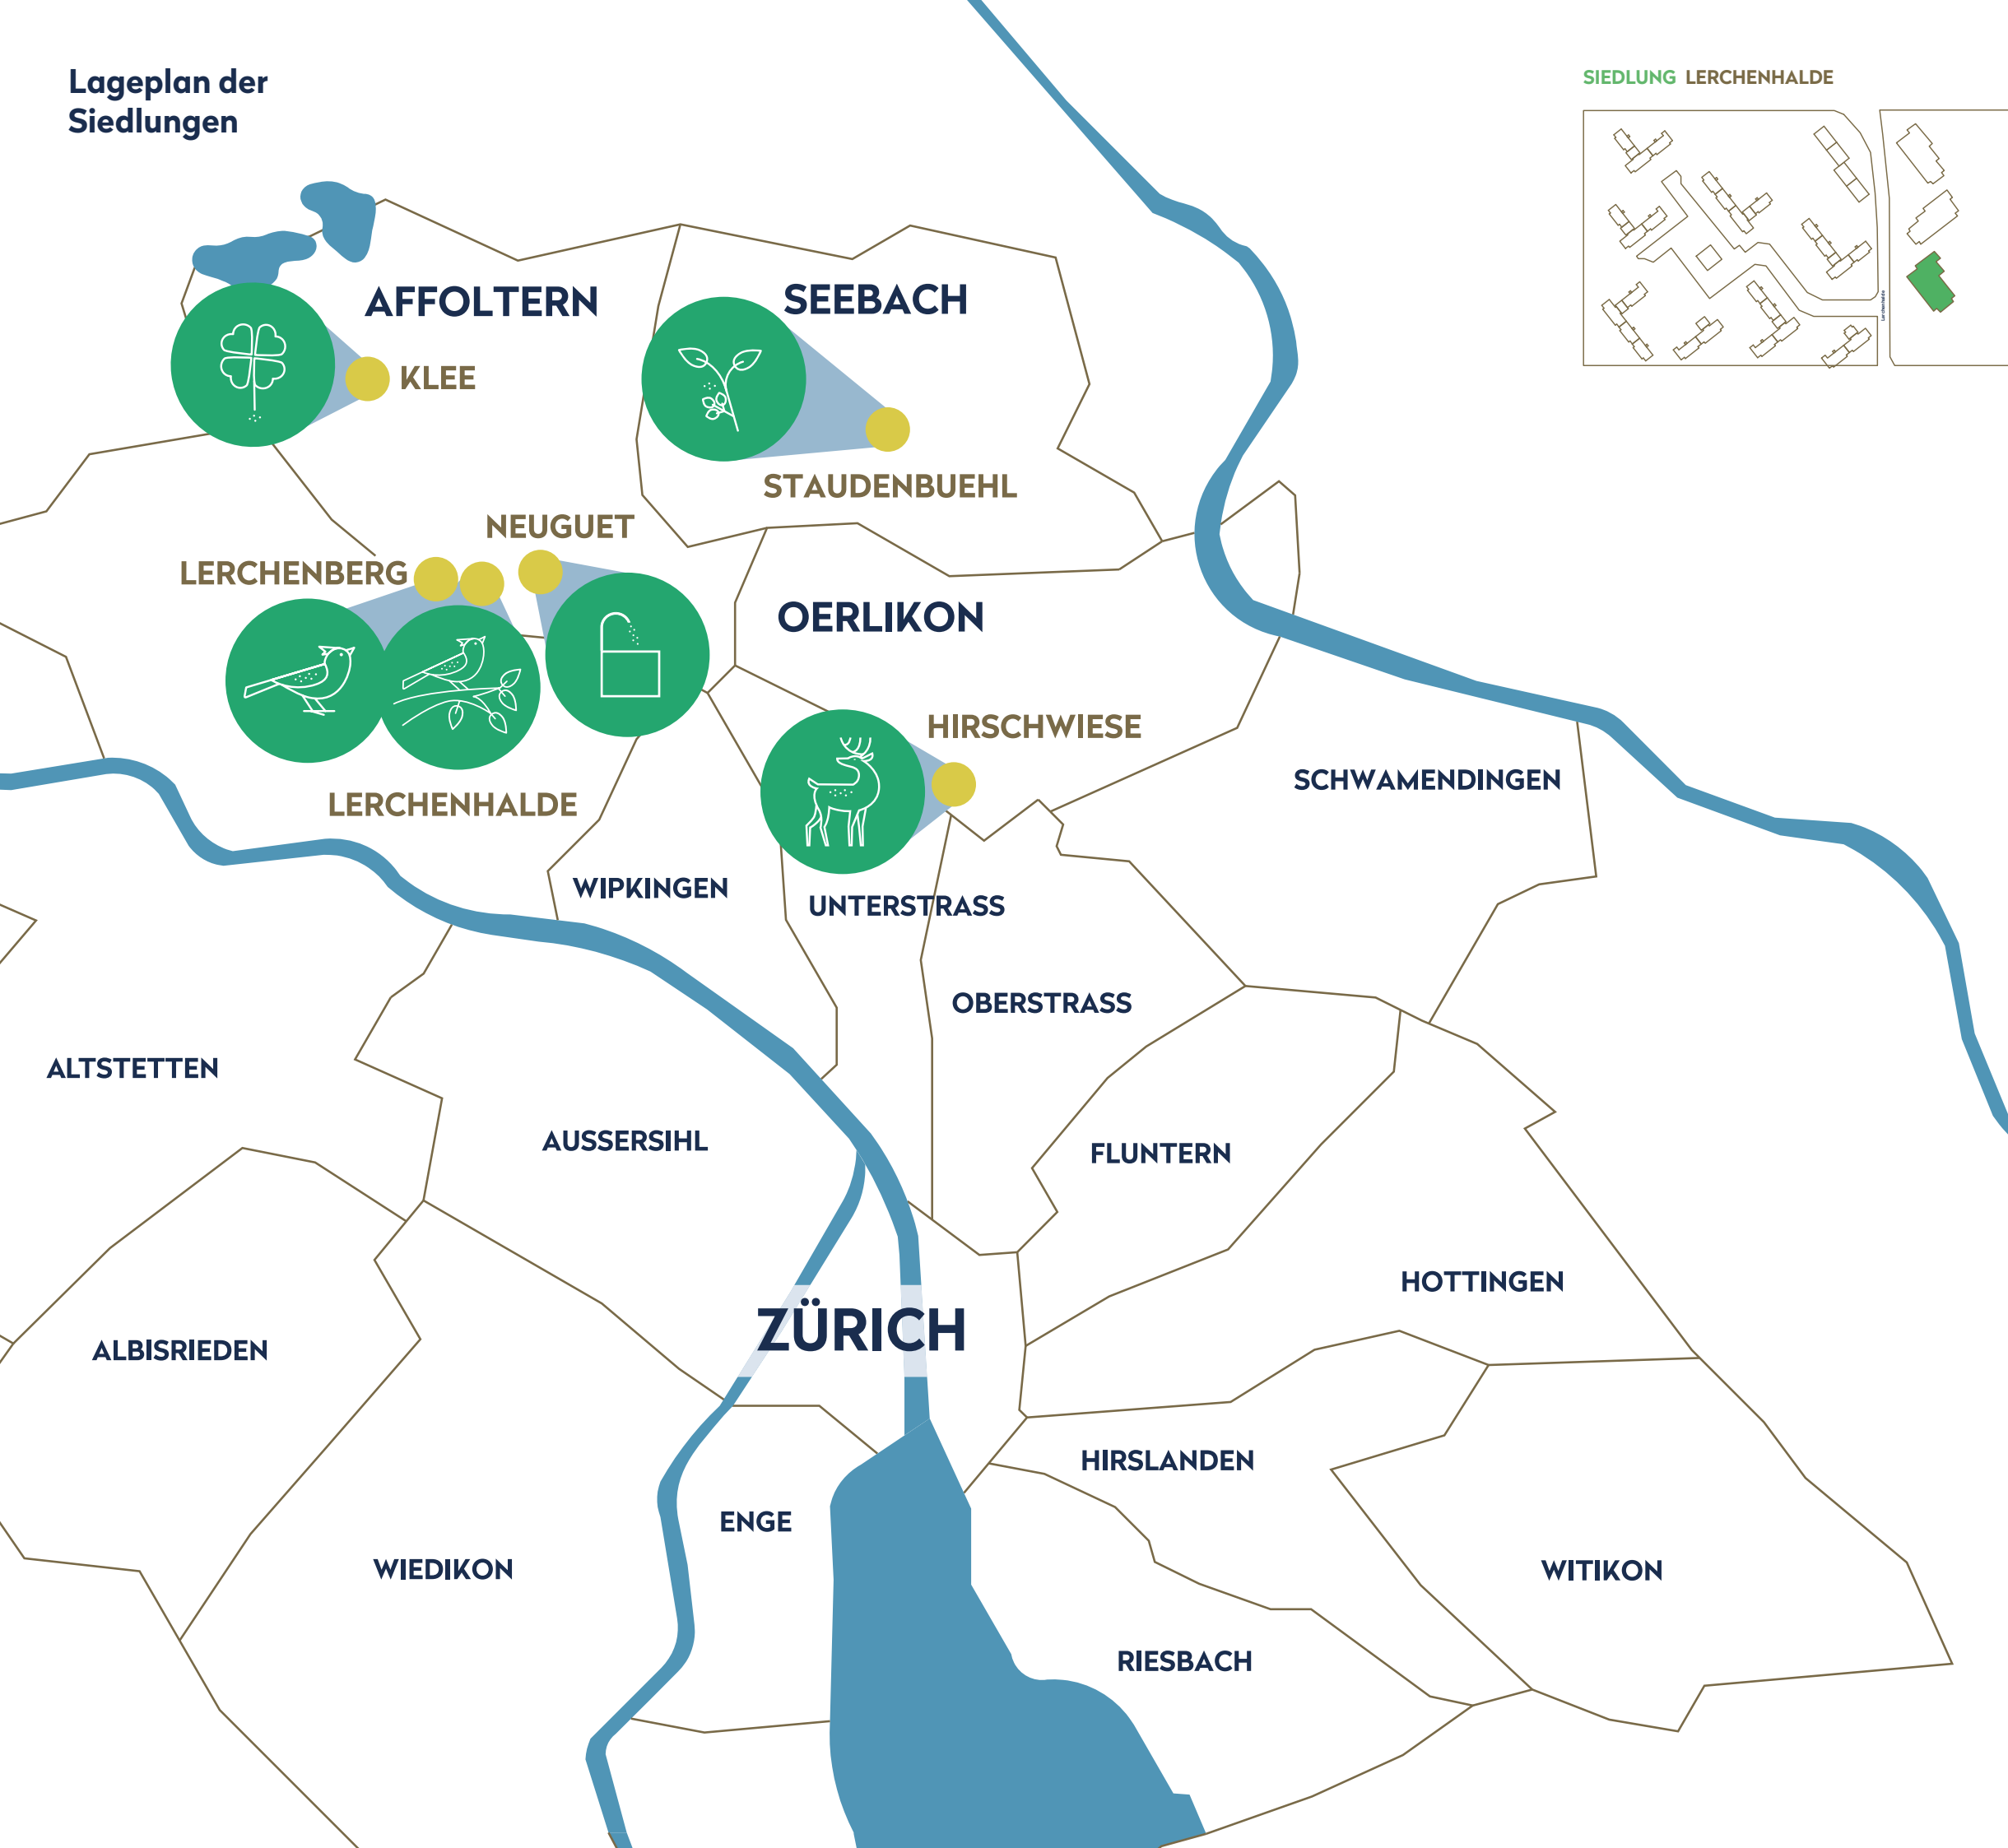 Lageplan der
Siedlungen
SIEDLUNG LERCHENHALDE
Lerchenhalde
AFFOLTERN
SEEBACH
KLEE
STAUDENBUEHL
NEUGUET
LERCHENBERG
OERLIKON
HIRSCHWIESE
SCHWAMENDINGEN
LERCHENHALDE
WIPKINGEN
UNTERSTRASS
OBERSTRASS
ALTSTETTEN
AUSSERSIHL
FLUNTERN
HOTTINGEN
ZÜRICH
ALBISRIEDEN
HIRSLANDEN
ENGE
WIEDIKON
WITIKON
RIESBACH